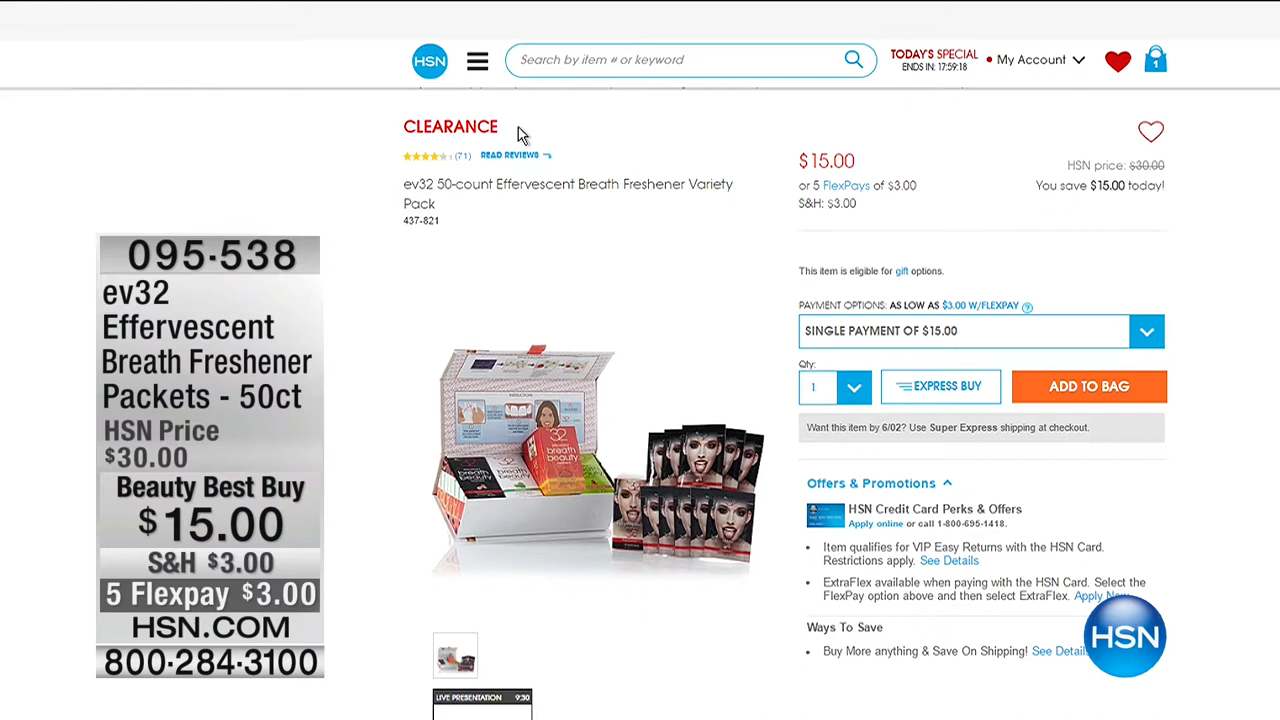 HSN
Search by item # or keyword
TODAY'S SPECIAL
ENDS IN: 17:59:18
My Account
1
CLEARANCE
(71) READ REVIEWS
ev32 50-count Effervescent Breath Freshener Variety
Pack
437-821
$15.00
HSN price: $30.00
or 5 FlexPays of $3.00
You save $15.00 today!
S&H: $3.00
This item is eligible for gift options.
PAYMENT OPTIONS: AS LOW AS $3.00 W/FLEXPAY ?
SINGLE PAYMENT OF $15.00
Qty:
1
EXPRESS BUY
ADD TO BAG
Want this item by 6/02? Use Super Express shipping at checkout.
Offers & Promotions
HSN Credit Card Perks & Offers
Apply online or call 1-800-695-1418.
Item qualifies for VIP Easy Returns with the HSN Card.
Restrictions apply. See Details
ExtraFlex available when paying with the HSN Card. Select the
FlexPay option above and then select ExtraFlex. Apply
Ways To Save
Buy More anything & Save On Shipping! See
HSN
095-538
ev32
Effervescent
Breath Freshener
Packets - 50ct
HSN Price
$30.00
Beauty Best Buy
$15.00
S&H $3.00
5 Flexpay $3.00
HSN.COM
800-284-3100
INSTRUCTIONS
32
breath
beauty
LIVE PRESENTATION 9:30